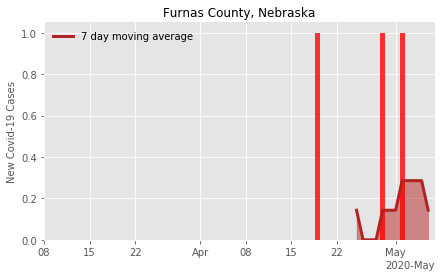 Furnas County, Nebraska
7 day moving average
New Covid-19 Cases
1.0
0.8
0.6
0.4
0.2
0.0
08 15 22 Apr 08 15 22 May
2020-May